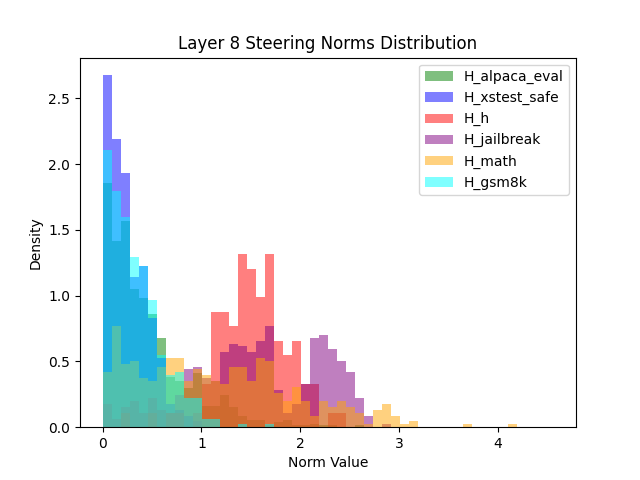 Layer 8 Steering Norms Distribution
H_alpaca_eval
H_xstest_safe
H_h
H_jailbreak
H_math
H_gsm8k
2.5
2.0
1.5
1.0
0.5
0.0
Density
0 1 2 3 4
Norm Value